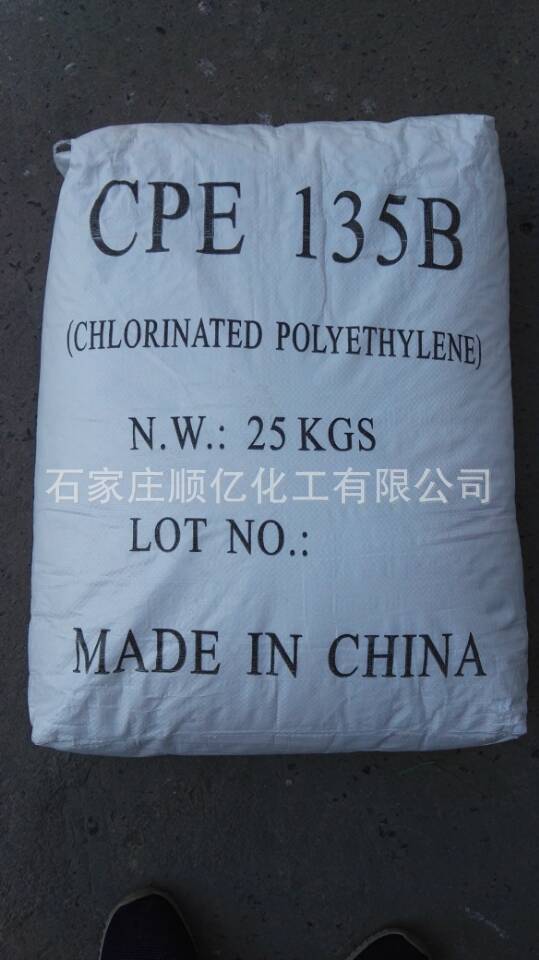 CPE 135B
(CHLORINATED POLYETHYLENE)
N.W.: 25 KGS
石家庄顺亿化工有限公司
LOT NO.:
MADE IN CHINA